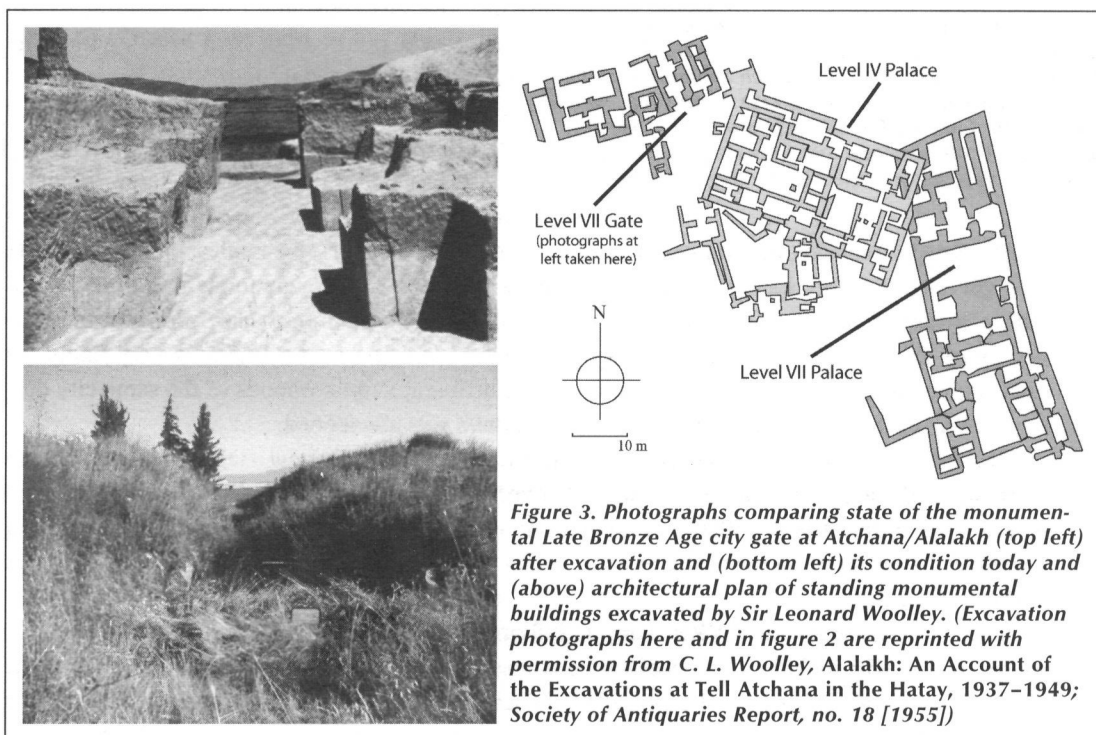 Level IV Palace
Level VII Gate
(photographs at
left taken here)
N
10 m
Level VII Palace
Figure 3. Photographs comparing state of the monumen-
tal Late Bronze Age city gate at Atchana/Alalakh (top left)
after excavation and (bottom left) its condition today and
(above) architectural plan of standing monumental
buildings excavated by Sir Leonard Woolley. (Excavation
photographs here and in figure 2 are reprinted with
permission from C. L. Woolley, Alalakh: An Account of
the Excavations at Tell Atchana in the Hatay, 1937–1949;
Society of Antiquaries Report, no. 18 [1955])